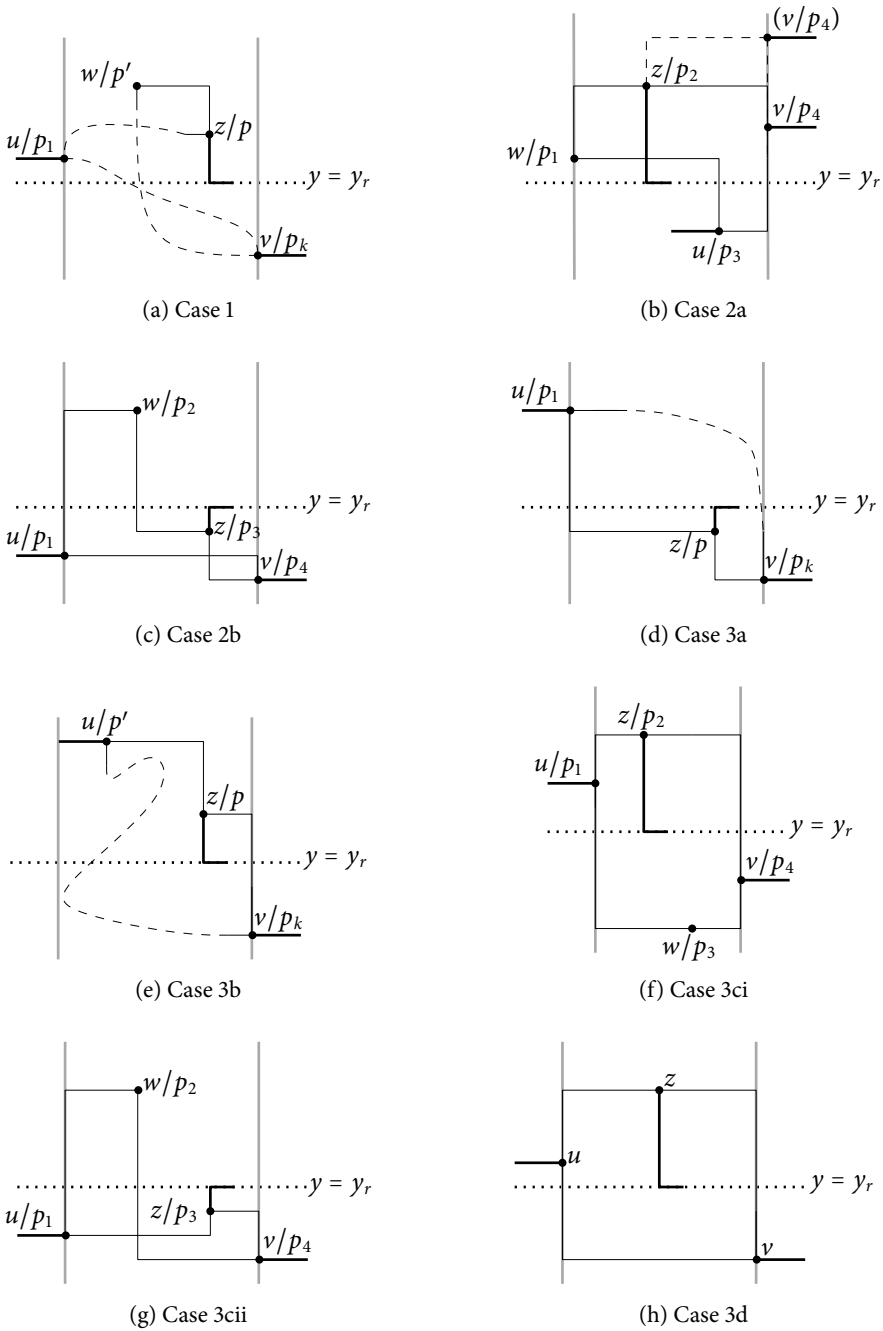 w/p′
z/p
u/p₁
y = yᵣ
v/pₖ
(a) Case 1
(v/p₄)
z/p₂
v/p₄
w/p₁
y = yᵣ
u/p₃
(b) Case 2a
w/p₂
y = yᵣ
z/p₃
u/p₁
v/p₄
(c) Case 2b
u/p₁
y = yᵣ
z/p
v/pₖ
(d) Case 3a
u/p′
z/p
y = yᵣ
v/pₖ
(e) Case 3b
z/p₂
u/p₁
y = yᵣ
v/p₄
w/p₃
(f) Case 3ci
w/p₂
y = yᵣ
z/p₃
u/p₁
v/p₄
(g) Case 3cii
z
u
y = yᵣ
v
(h) Case 3d